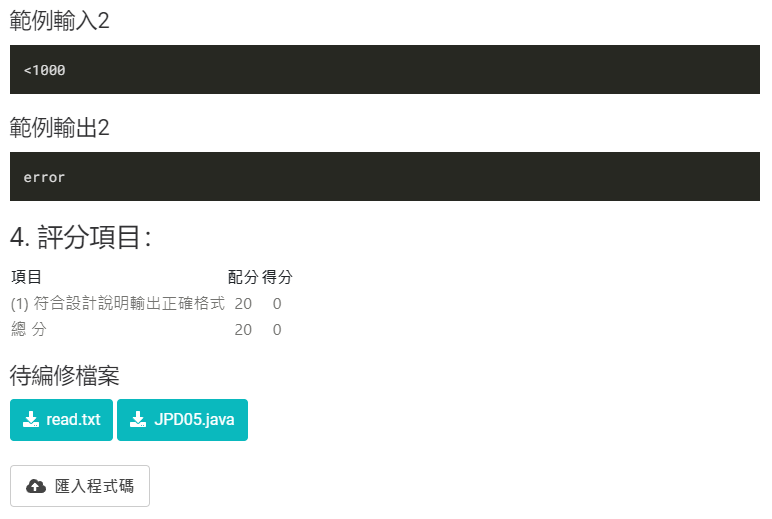 範例輸入2
<1000
範例輸出2
error
4. 評分項目：
項目 配分 得分
(1) 符合設計說明輸出正確格式 20 0
總 分 20 0
待編修檔案
read.txt JPD05.java
匯入程式碼